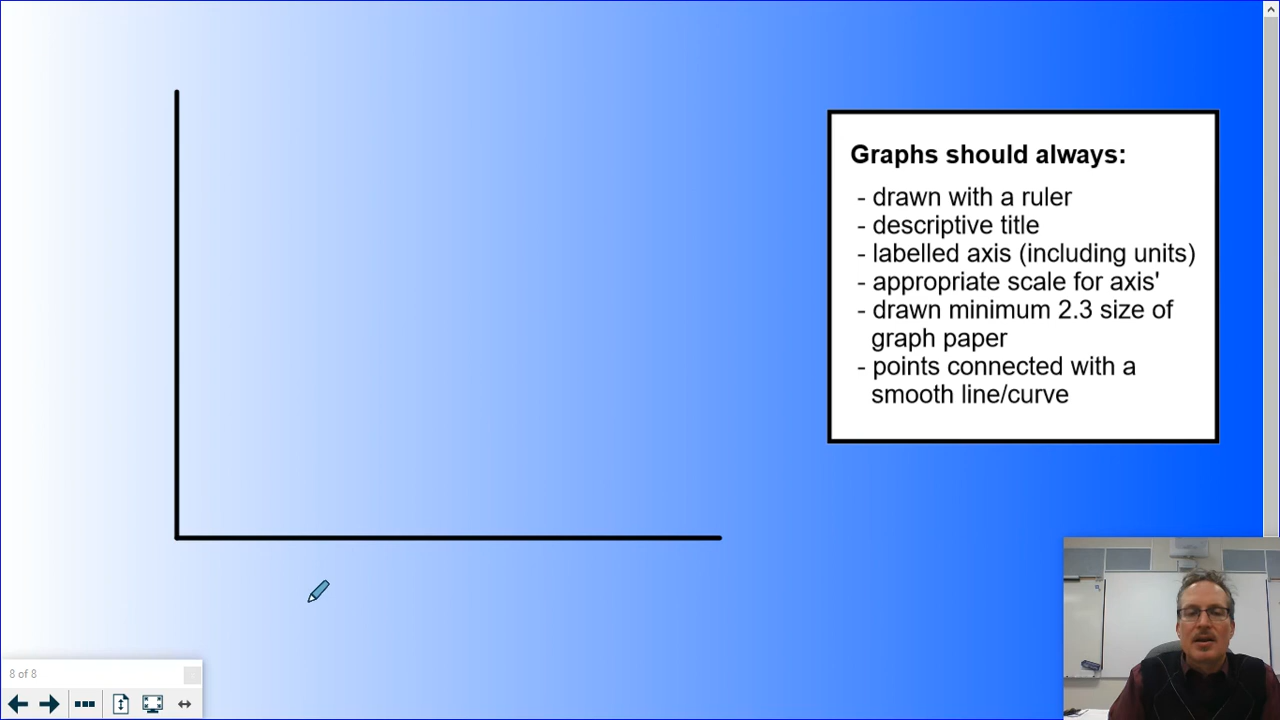 Graphs should always:
- drawn with a ruler
- descriptive title
- labelled axis (including units)
- appropriate scale for axis'
- drawn minimum 2.3 size of
graph paper
- points connected with a
smooth line/curve
8 of 8